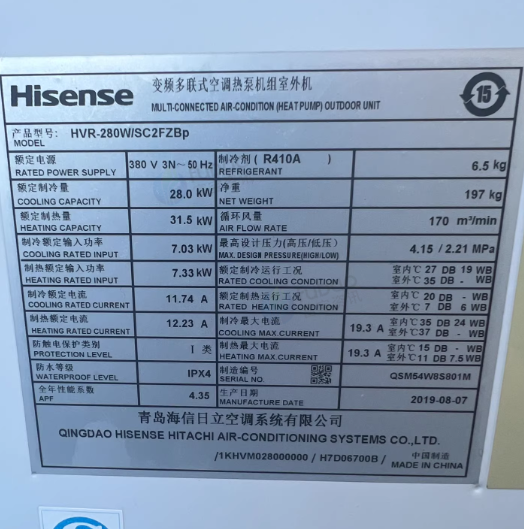 Hisense
变频多联式空调热泵机组室外机
MULTI-CONNECTED AIR-CONDITION (HEAT PUMP) OUTDOOR UNIT
15
产品型号: HVR-280W/SC2FZBp
MODEL
额定电源 380 V 3N～50 Hz 制冷剂 ( R410A ) 6.5 kg
RATED POWER SUPPLY REFRIGERANT
额定制冷量 28.0 kW 净重 197 kg
COOLING CAPACITY NET WEIGHT
额定制热量 31.5 kW 循环风量 170 m³/min
HEATING CAPACITY AIR FLOW RATE
制冷额定输入功率 7.03 kW 最高设计压力(高压/低压) 4.15 / 2.21 MPa
COOLING RATED INPUT MAX. DESIGN PRESSURE(HIGH/LOW)
制热额定输入功率 7.33 kW 额定制冷运行工况 室内℃ 27 DB 19 WB
HEATING RATED INPUT RATED COOLING CONDITION 室外℃ 35 DB - WB
制冷额定电流 11.74 A 额定制热运行工况 室内℃ 20 DB - WB
COOLING RATED CURRENT RATED HEATING CONDITION 室外℃ 7 DB 6 WB
制热额定电流 12.23 A 制冷最大电流 19.3 A 室内℃35 DB 24 WB
HEATING RATED CURRENT COOLING MAX.CURRENT 室外℃37 DB - WB
防触电保护类别 I 类 制热最大电流 19.3 A 室内℃ 15 DB - WB
PROTECTION LEVEL HEATING MAX.CURRENT 室外℃11 DB 7.5 WB
防水等级 IPX4 制造编号 QSM54W8S801M
WATERPROOF LEVEL SERIAL NO.
全年性能系数 4.35 生产日期 2019-08-07
APF MANUFACTURE DATE
青岛海信日立空调系统有限公司
QINGDAO HISENSE HITACHI AIR-CONDITIONING SYSTEMS CO.,LTD.
/1KHVM028000000 / H7D06700B / 中国制造
MADE IN CHINA